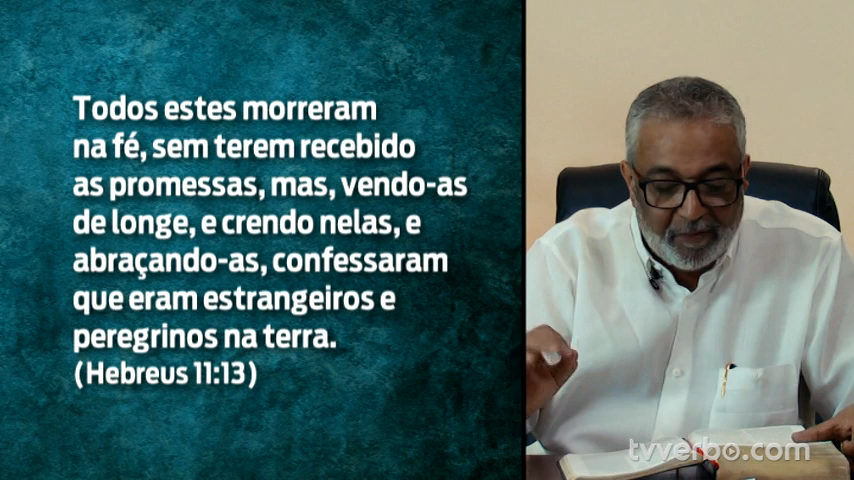 Todos estes morreram
na fé, sem terem recebido
as promessas, mas, vendo-as
de longe, e crendo nelas, e
abraçando-as, confessaram
que eram estrangeiros e
peregrinos na terra.
(Hebreus 11:13)
tvverbo.com